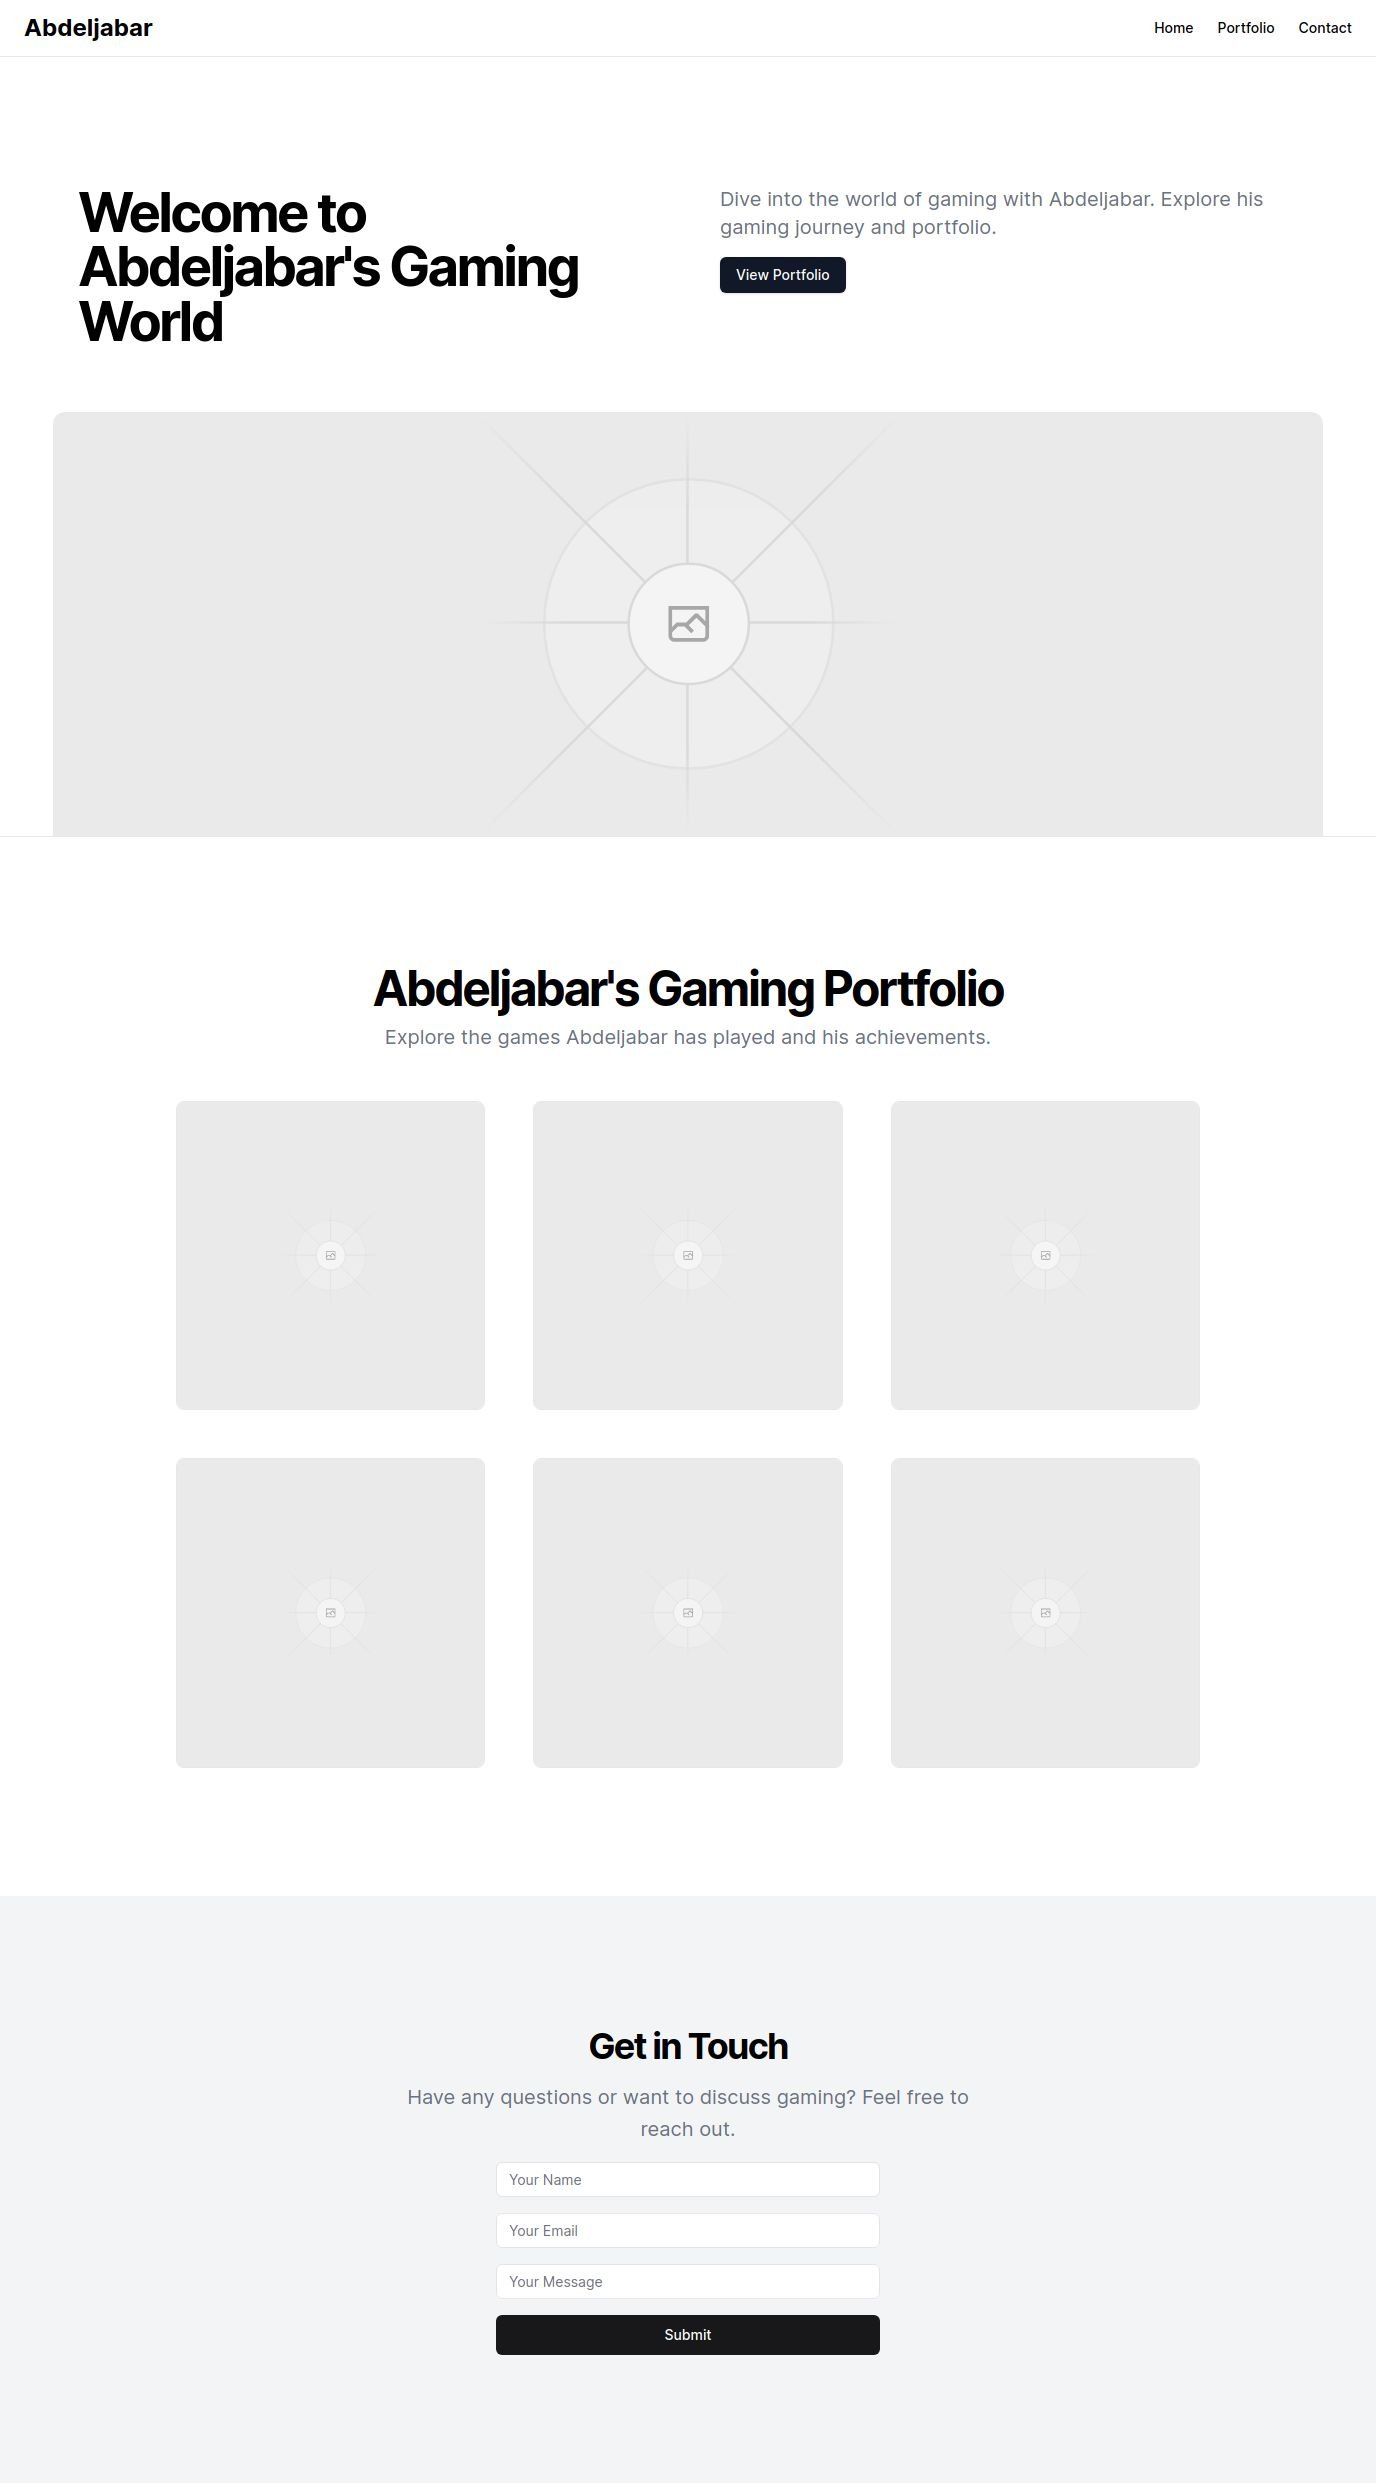 Abdeljabar
Home Portfolio Contact
Welcome to
Abdeljabar's Gaming
World
Dive into the world of gaming with Abdeljabar. Explore his
gaming journey and portfolio.
View Portfolio
Abdeljabar's Gaming Portfolio
Explore the games Abdeljabar has played and his achievements.
Get in Touch
Have any questions or want to discuss gaming? Feel free to
reach out.
Your Name
Your Email
Your Message
Submit